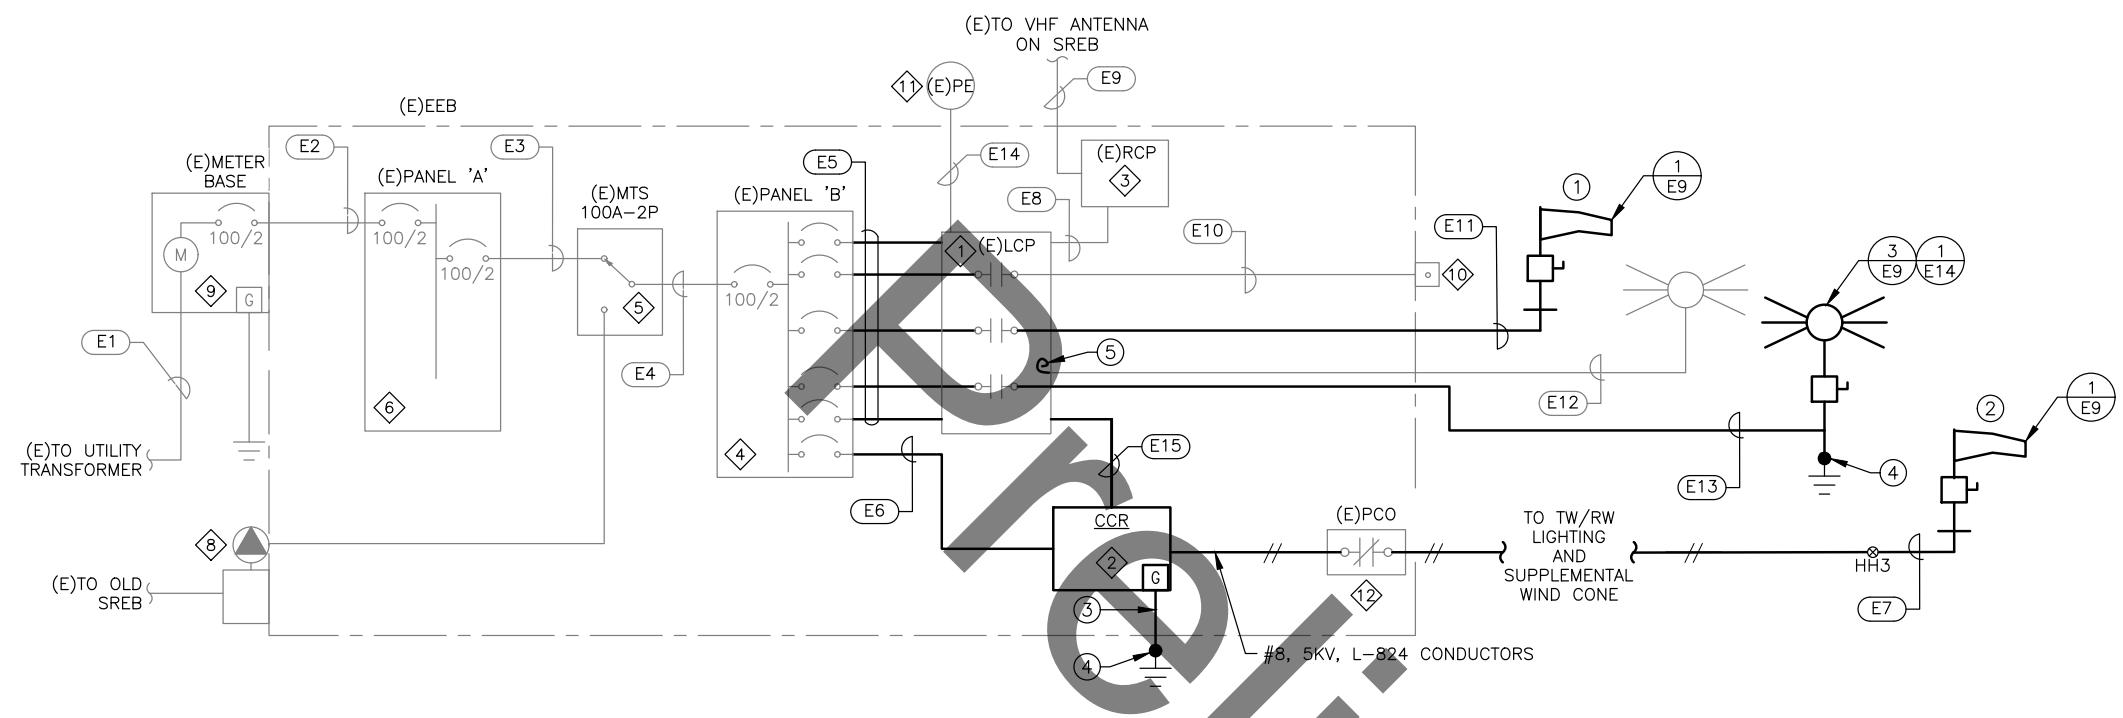 (E)TO VHF ANTENNA
ON SREB
E9
11
(E)PE
(E)EEB
E2
E3
E5
E14
(E)RCP
3
(E)METER
BASE
(E)PANEL 'A'
(E)MTS
100A-2P
(E)PANEL 'B'
E8
E10
E11
1
1
E9
100/2
100/2
100/2
100/2
M
9
G
5
1
(E)LCP
10
3
E9
1
E14
E1
E4
5
E12
6
4
E15
E6
E13
4
2
1
E9
(E)TO UTILITY
TRANSFORMER
8
(E)TO OLD
SREB
CCR
2
G
3
4
(E)PCO
12
TO TW/RW
LIGHTING
AND
SUPPLEMENTAL
WIND CONE
HH3
E7
#8, 5KV, L-824 CONDUCTORS
Preli